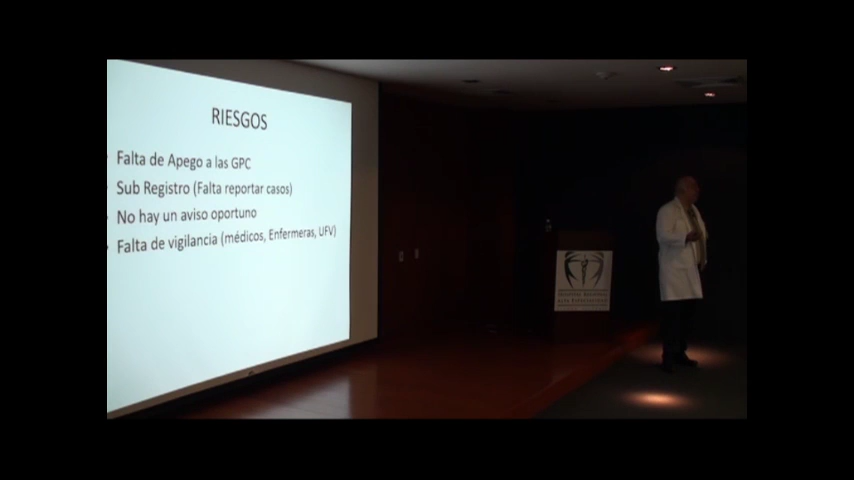 RIESGOS
Falta de Apego a las GPC
Sub Registro (Falta reportar casos)
No hay un aviso oportuno
Falta de vigilancia (médicos, Enfermeras, UFV)